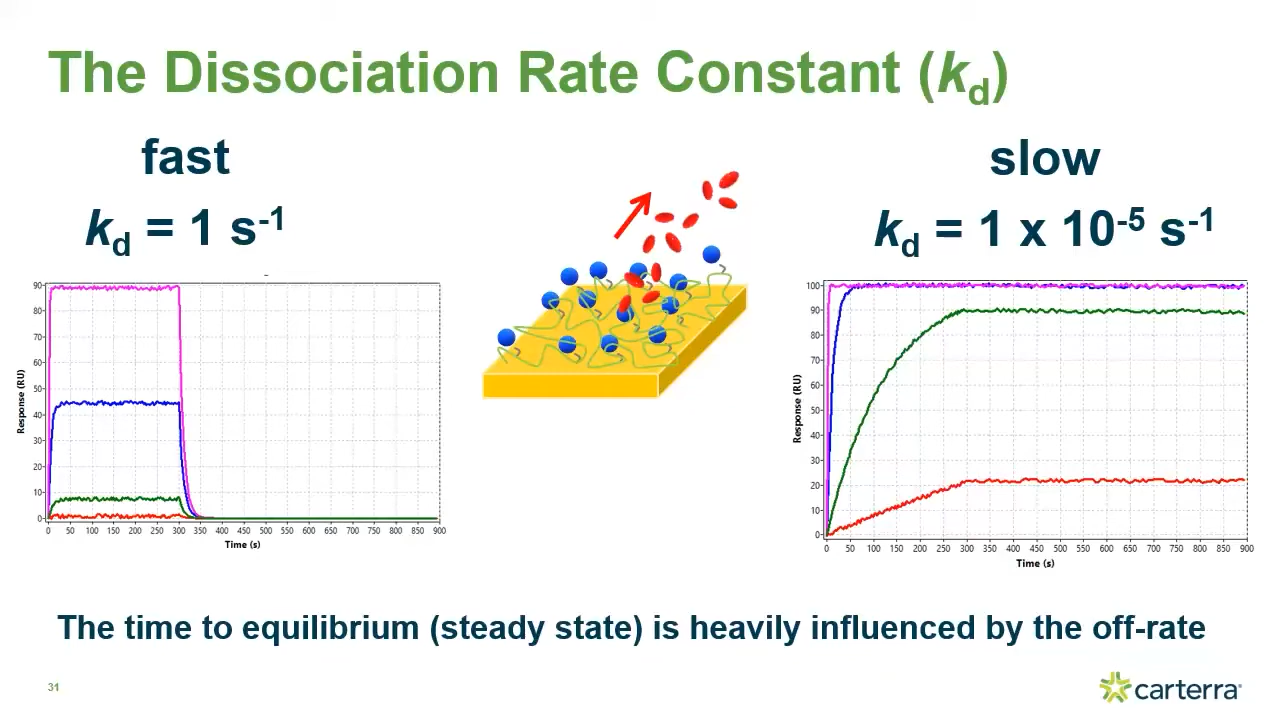 The Dissociation Rate Constant (kd)
fast
kd = 1 s-1
slow
kd = 1 x 10-5 s-1
90
80
70
60
50
40
30
20
10
0
Response (RU)
0 50 100 150 200 250 300 350 400 450 500 550 600 650 700 750 800 850 900
Time (s)
100
90
80
70
60
50
40
30
20
10
0
Response (RU)
0 50 100 150 200 250 300 350 400 450 500 550 600 650 700 750 800 850 900
Time (s)
The time to equilibrium (steady state) is heavily influenced by the off-rate
31
carterra